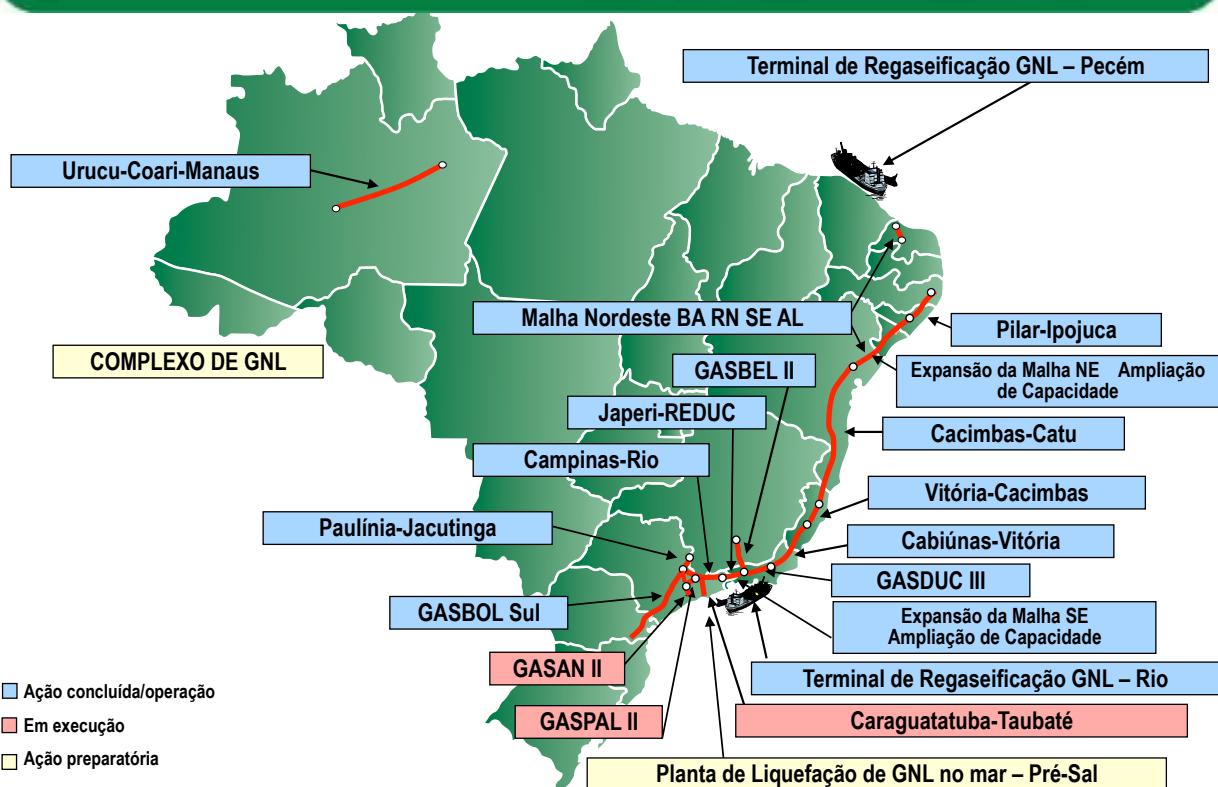 Terminal de Regaseificação GNL – Pecém
Urucu-Coari-Manaus
Malha Nordeste BA RN SE AL
Pilar-Ipojuca
COMPLEXO DE GNL
GASBEL II
Expansão da Malha NE Ampliação
de Capacidade
Japeri-REDUC
Cacimbas-Catu
Campinas-Rio
Vitória-Cacimbas
Paulínia-Jacutinga
Cabiúnas-Vitória
GASDUC III
GASBOL Sul
Expansão da Malha SE
Ampliação de Capacidade
GASAN II
Terminal de Regaseificação GNL – Rio
Ação concluída/operação
GASPAL II
Caraguatatuba-Taubaté
Em execução
Ação preparatória
Planta de Liquefação de GNL no mar – Pré-Sal